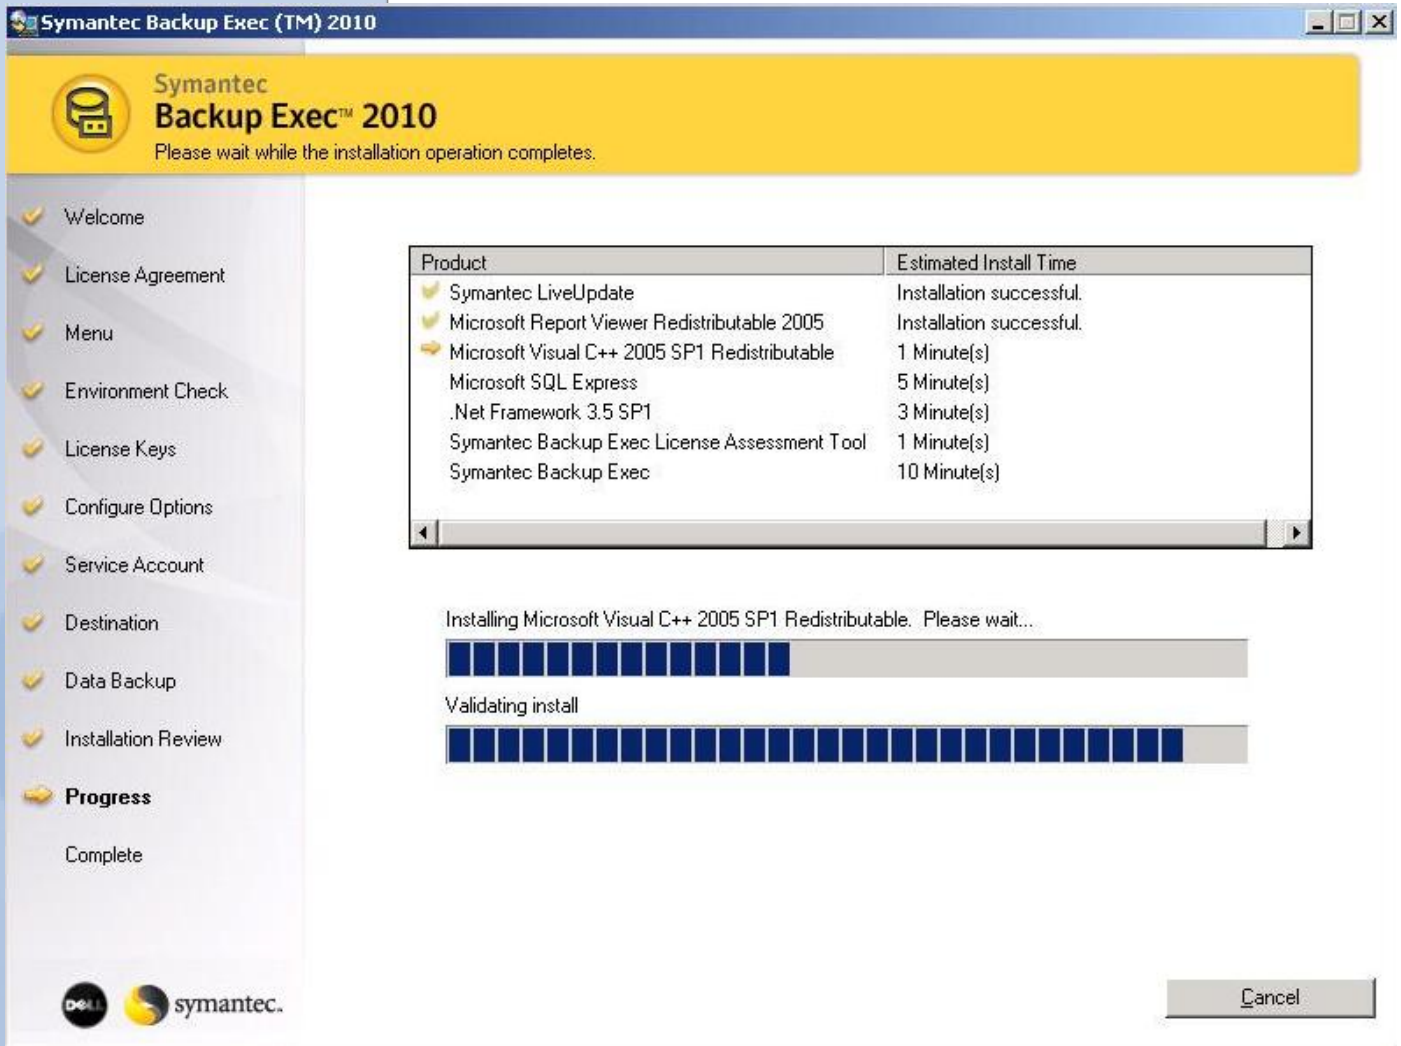 Symantec Backup Exec (TM) 2010
Symantec
Backup Exec™ 2010
Please wait while the installation operation completes.
Welcome
License Agreement
Menu
Environment Check
License Keys
Configure Options
Service Account
Destination
Data Backup
Installation Review
Progress
Complete
Product Estimated Install Time
Symantec LiveUpdate Installation successful.
Microsoft Report Viewer Redistributable 2005 Installation successful.
Microsoft Visual C++ 2005 SP1 Redistributable 1 Minute(s)
Microsoft SQL Express 5 Minute(s)
.Net Framework 3.5 SP1 3 Minute(s)
Symantec Backup Exec License Assessment Tool 1 Minute(s)
Symantec Backup Exec 10 Minute(s)
Installing Microsoft Visual C++ 2005 SP1 Redistributable. Please wait...
Validating install
DELL symantec.
Cancel